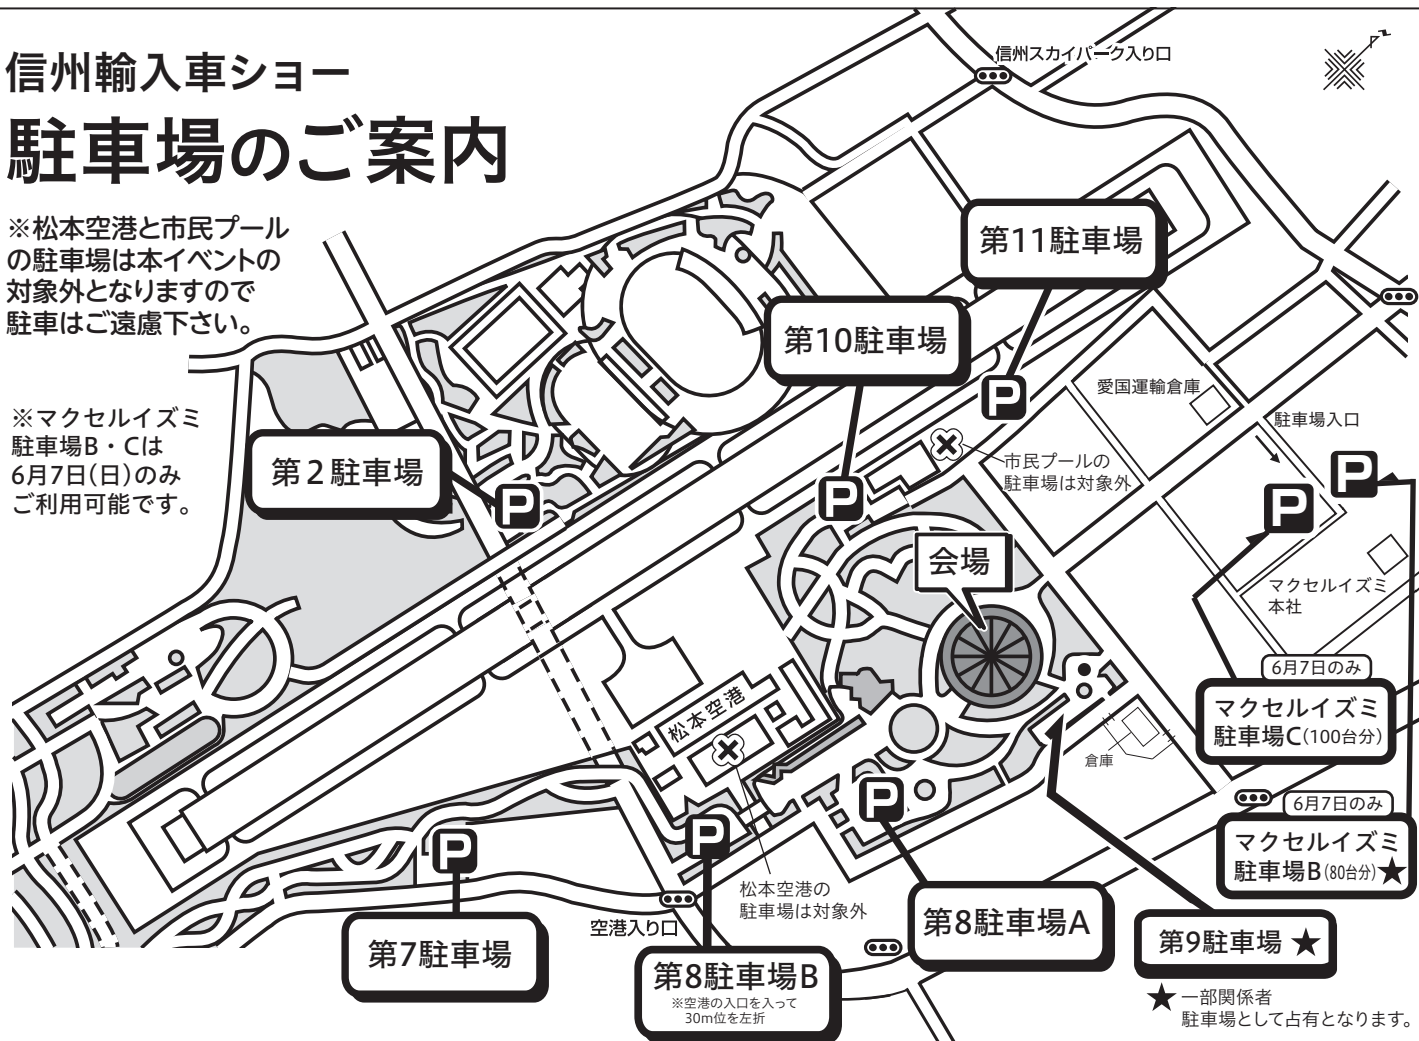 信州輸入車ショー
駐車場のご案内
※松本空港と市民プール
の駐車場は本イベントの
対象外となりますので
駐車はご遠慮下さい。
※マクセルイズミ
駐車場B・Cは
6月7日(日)のみ
ご利用可能です。
信州スカイパーク入り口
N
第11駐車場
第10駐車場
P
愛国運輸倉庫
駐車場入口
市民プールの
駐車場は対象外
P
P
第２駐車場
P
P
会場
マクセルイズミ
本社
6月7日のみ
マクセルイズミ
駐車場C(100台分)
松本空港
倉庫
6月7日のみ
マクセルイズミ
駐車場B(80台分)★
P
P
P
松本空港の
駐車場は対象外
空港入り口
第7駐車場
第8駐車場B
※空港の入口を入って
30m位を左折
第8駐車場A
第9駐車場 ★
★一部関係者
駐車場として占有となります。